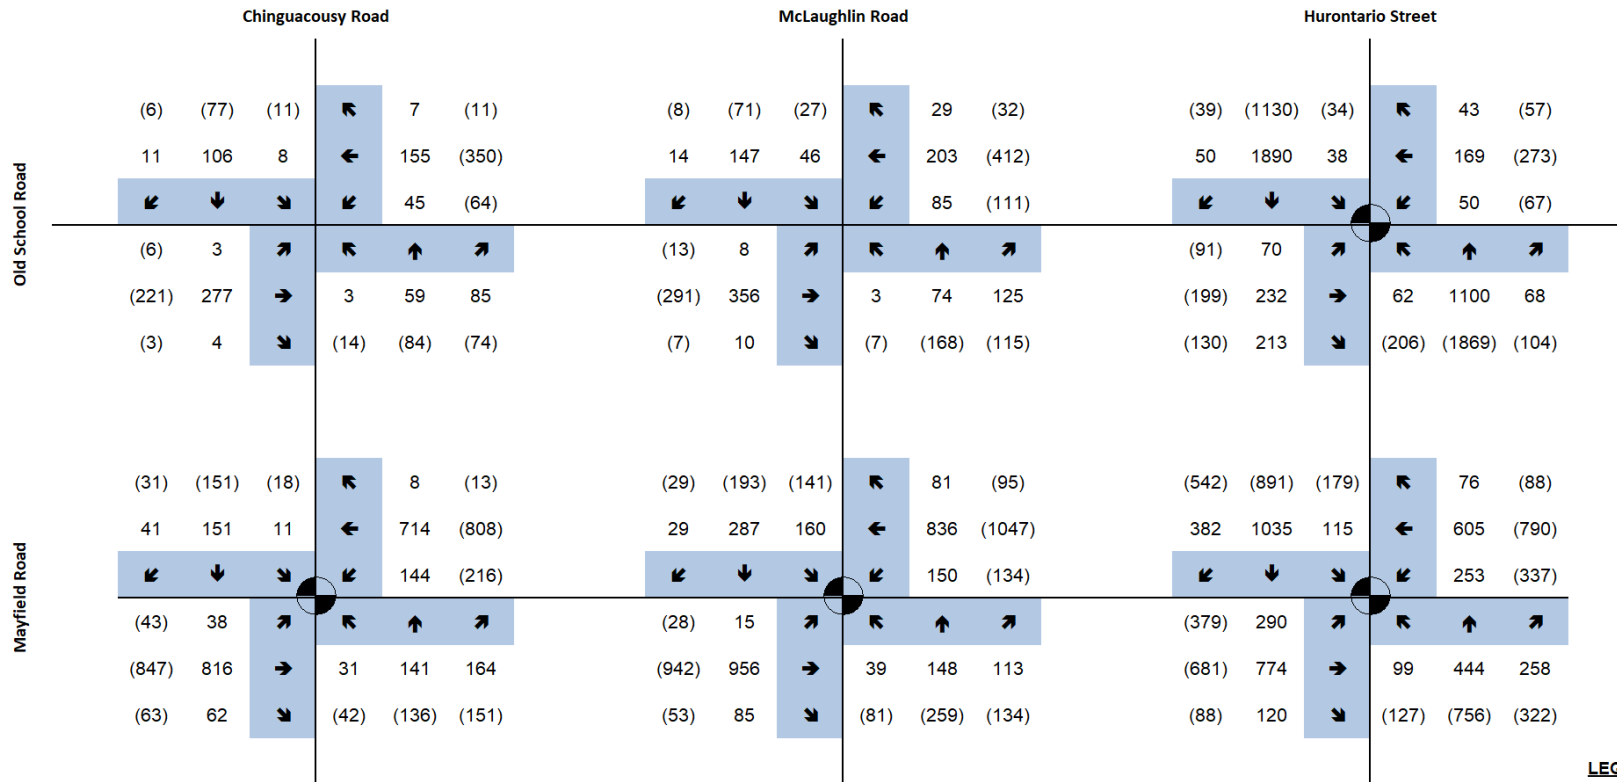 Chinguacousy Road McLaughlin Road Hurontario Street
(6) (77) (11) 7 (11) (8) (71) (27) 29 (32) (39) (1130) (34) 43 (57)
11 106 8 155 (350) 14 147 46 203 (412) 50 1890 38 169 (273)
45 (64) 85 (111) 50 (67)
Old School Road
(6) 3 (13) 8 (91) 70
(221) 277 3 59 85 (291) 356 3 74 125 (199) 232 62 1100 68
(3) 4 (14) (84) (74) (7) 10 (7) (168) (115) (130) 213 (206) (1869) (104)
(31) (151) (18) 8 (13) (29) (193) (141) 81 (95) (542) (891) (179) 76 (88)
41 151 11 714 (808) 29 287 160 836 (1047) 382 1035 115 605 (790)
144 (216) 150 (134) 253 (337)
Mayfield Road
(43) 38 (28) 15 (379) 290
(847) 816 31 141 164 (942) 956 39 148 113 (681) 774 99 444 258
(63) 62 (42) (136) (151) (53) 85 (81) (259) (134) (88) 120 (127) (756) (322)
LEG